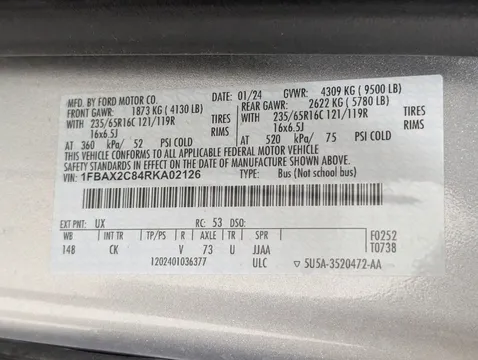 MFD. BY FORD MOTOR CO. DATE: 01/24 GVWR: 4309 KG ( 9500 LB)
FRONT GAWR: 1873 KG ( 4130 LB) REAR GAWR: 2622 KG ( 5780 LB)
WITH 235/65R16C 121/119R TIRES WITH 235/65R16C 121/119R TIRES
16x6.5J RIMS 16x6.5J RIMS
AT 360 kPa/ 52 PSI COLD AT 520 kPa/ 75 PSI COLD
THIS VEHICLE CONFORMS TO ALL APPLICABLE FEDERAL MOTOR VEHICLE
SAFETY STANDARDS IN EFFECT ON THE DATE OF MANUFACTURE SHOWN ABOVE.
VIN: 1FBAX2C84RKA02126 TYPE: Bus (Not school bus)
EXT PNT: UX RC: 53 DSO:
WB INT TR TP/PS R AXLE TR SPR F0252
148 CK V 73 U JJAA T0738
1202401036377 ULC 5U5A-3520472-AA